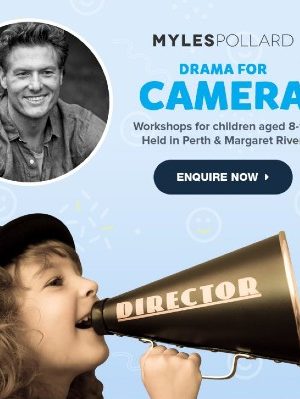 MYLESPOLLARD
DRAMA FOR
CAMERA
Workshops for children aged 8-
Held in Perth & Margaret River
ENQUIRE NOW
DIRECTOR